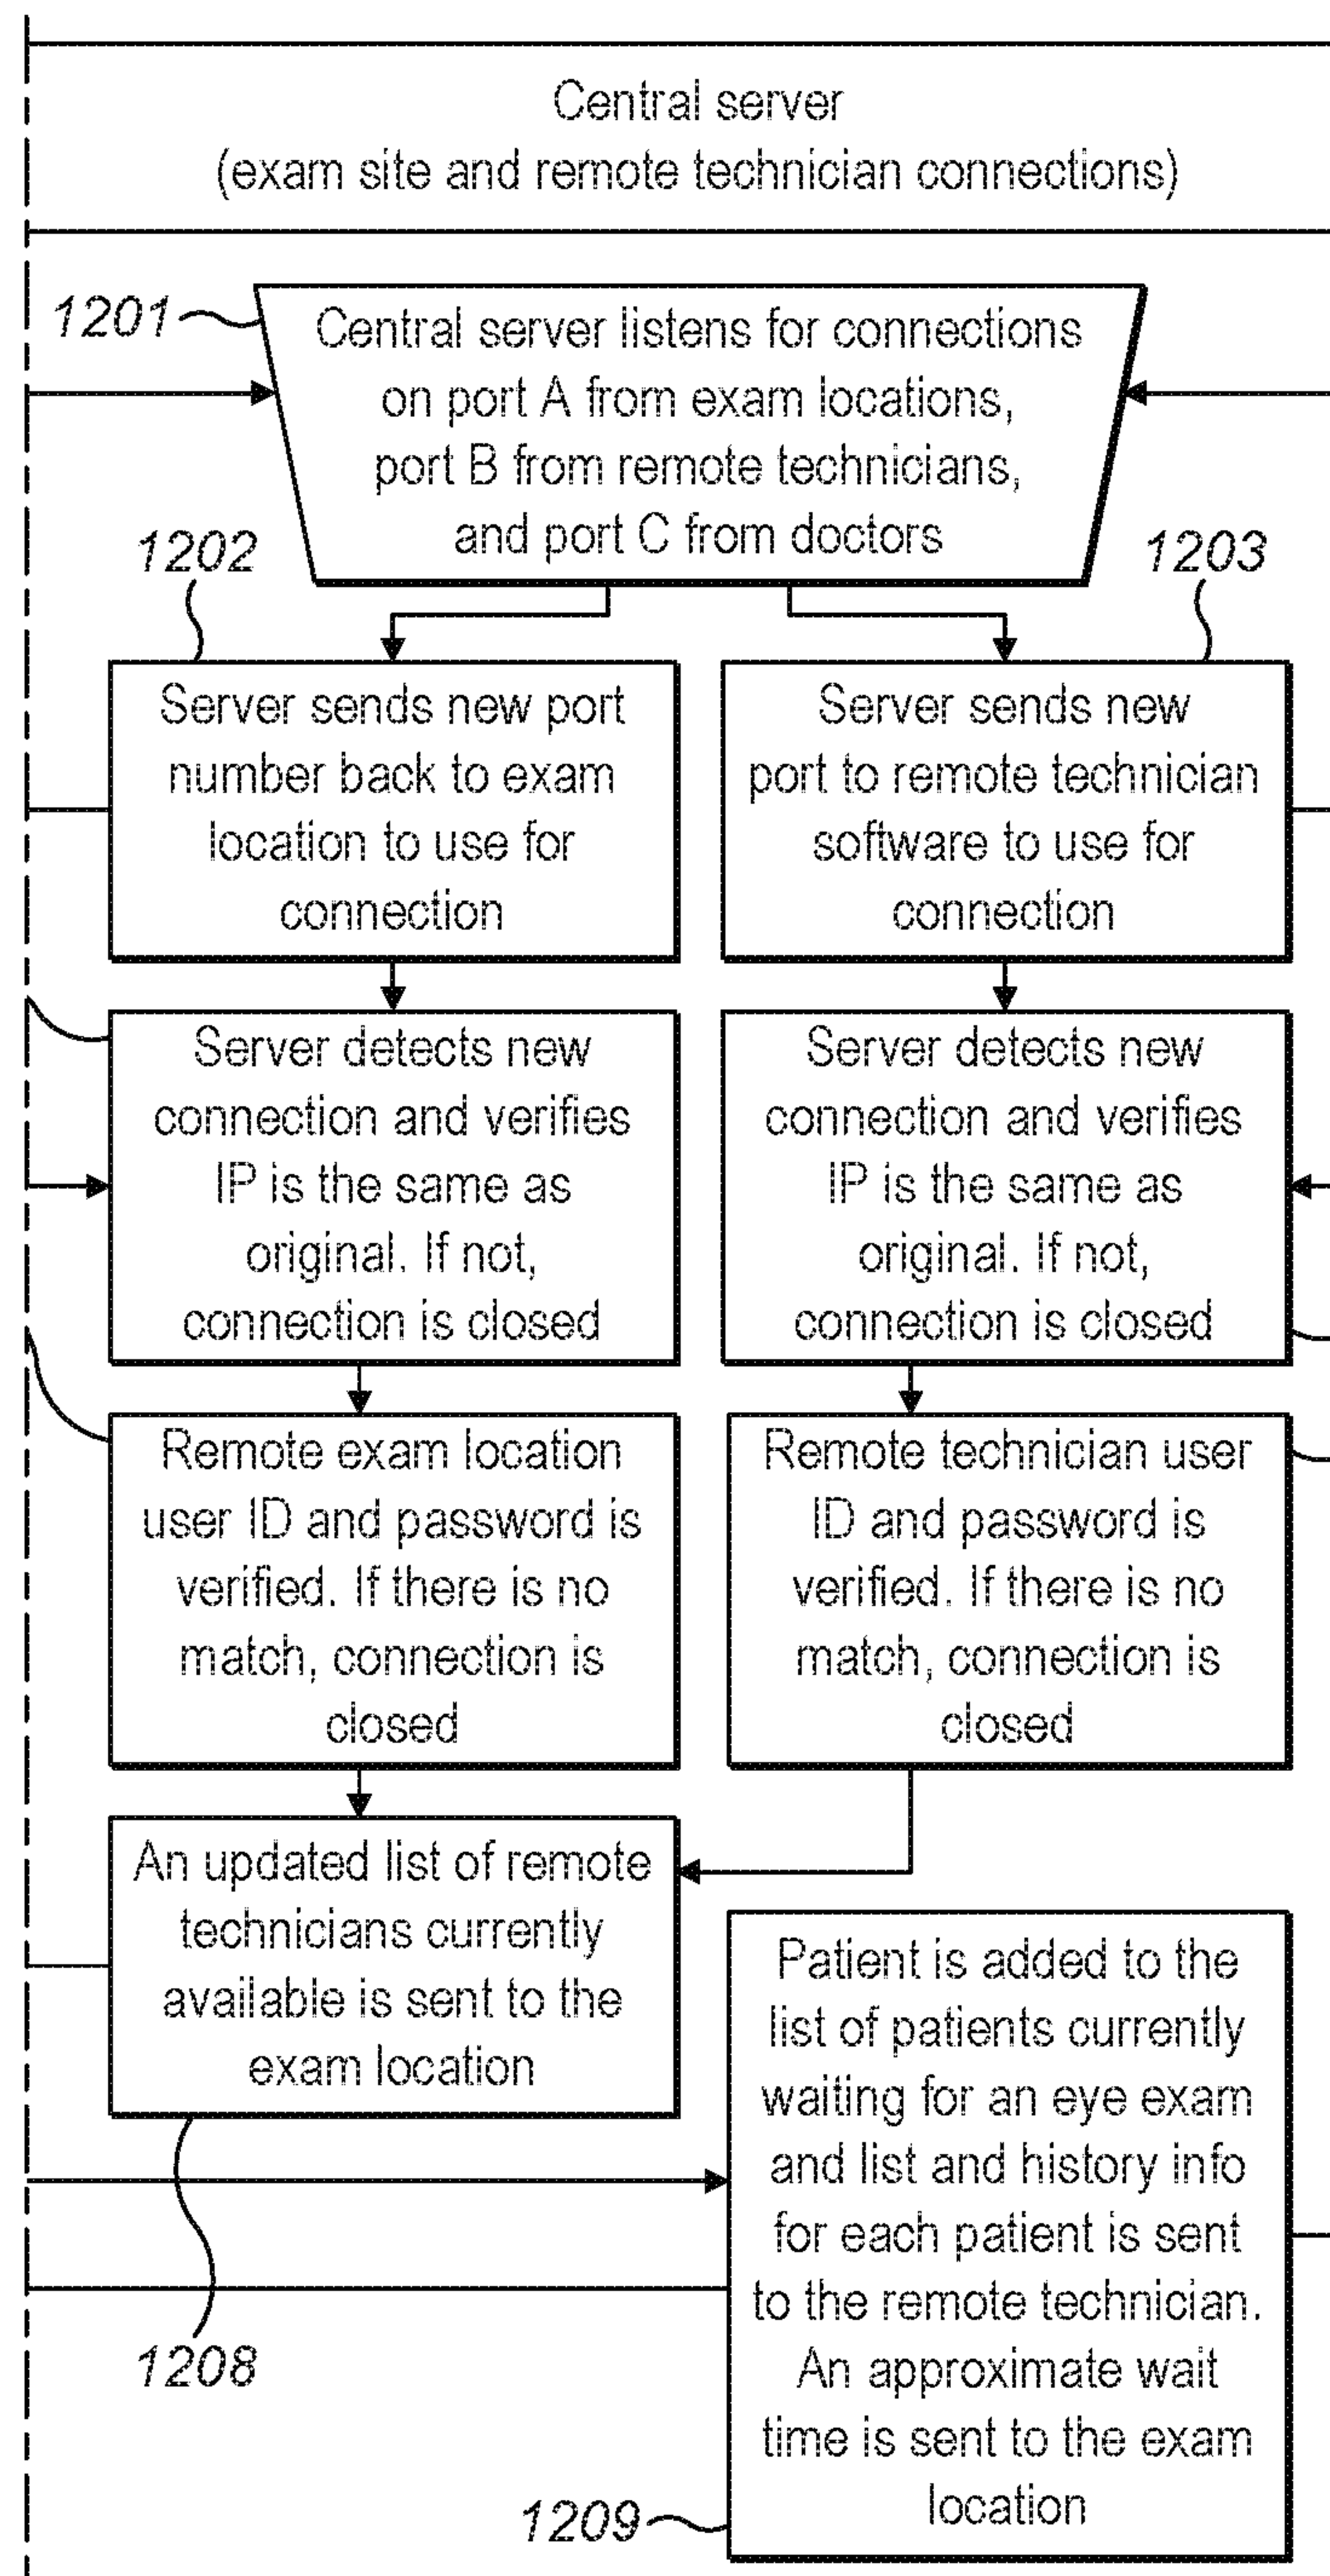 Central server
(exam site and remote technician connections)
1201
Central server listens for connections
on port A from exam locations,
port B from remote technicians,
and port C from doctors
1202
1203
Server sends new port
number back to exam
location to use for
connection
Server sends new
port to remote technician
software to use for
connection
Server detects new
connection and verifies
IP is the same as
original. If not,
connection is closed
Server detects new
connection and verifies
IP is the same as
original. If not,
connection is closed
Remote exam location
user ID and password is
verified. If there is no
match, connection is
closed
Remote technician user
ID and password is
verified. If there is no
match, connection is
closed
An updated list of remote
technicians currently
available is sent to the
exam location
1208
Patient is added to the
list of patients currently
waiting for an eye exam
and list and history info
for each patient is sent
to the remote technician.
An approximate wait
time is sent to the exam
location
1209